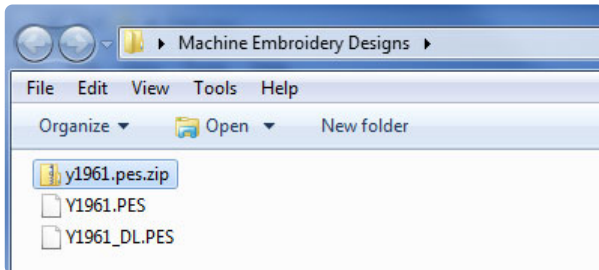 Machine Embroidery Designs
File Edit View Tools Help
Organize Open New folder
y1961.pes.zip
Y1961.PES
Y1961_DL.PES